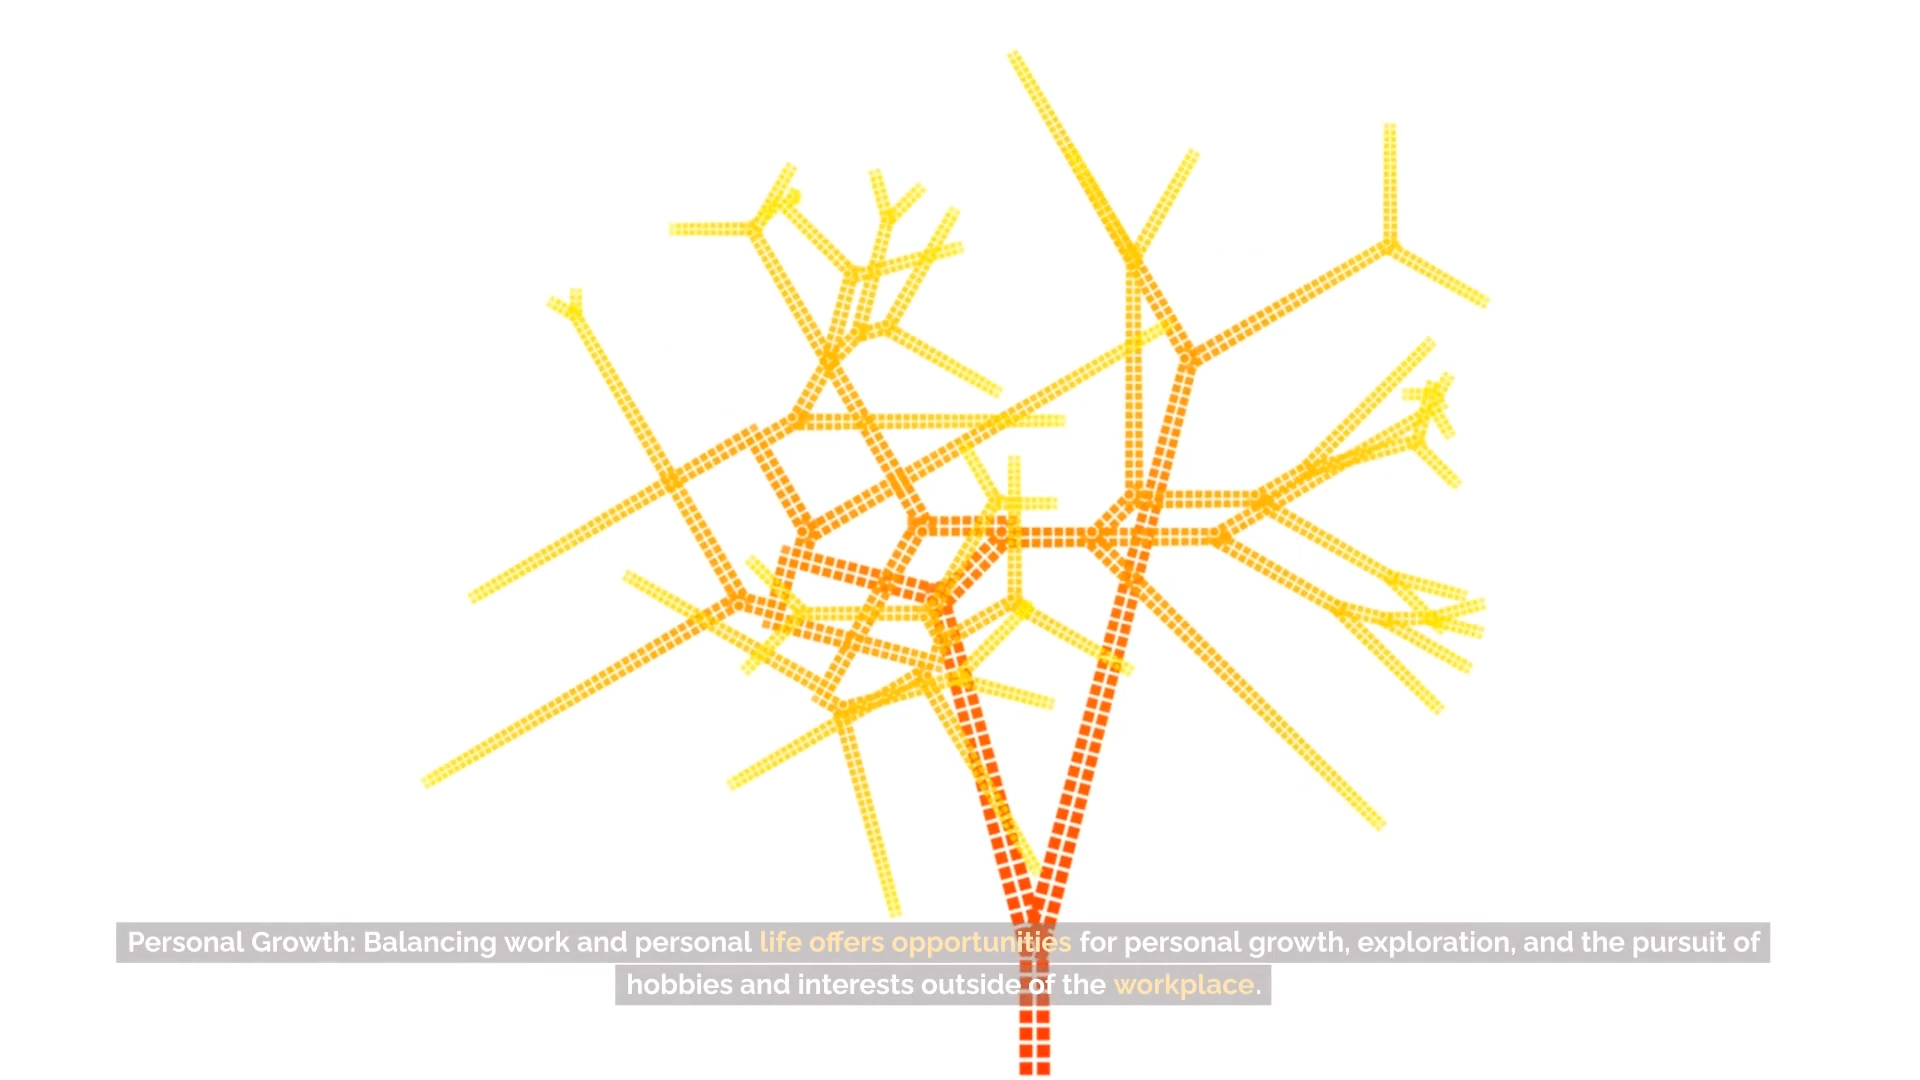 Personal Growth: Balancing work and personal life offers opportunities for personal growth, exploration, and the pursuit of
hobbies and interests outside of the workplace.